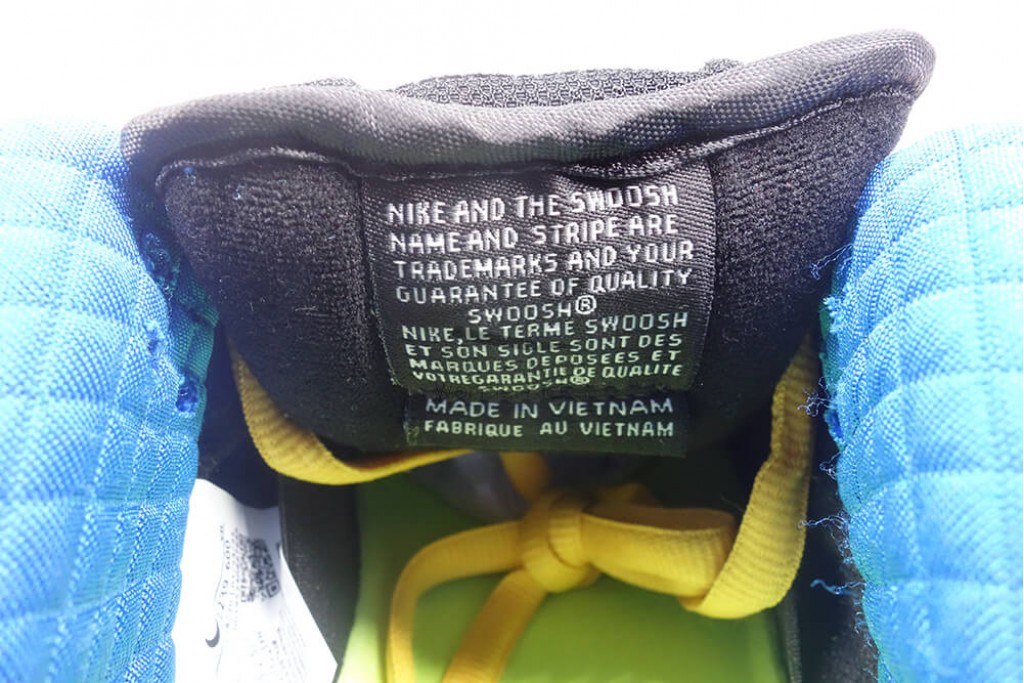 NIKE AND THE SWOOSH
NAME AND STRIPE ARE
TRADEMARKS AND YOUR
GUARANTEE OF QUALITY
SWOOSH®
NIKE, LE TERME SWOOSH
ET SON SIGLE SONT DES
MARQUES DEPOSEES ET
VOTRE GARANTIE DE QUALITE
SWOOSH®
MADE IN VIETNAM
FABRIQUE AU VIETNAM